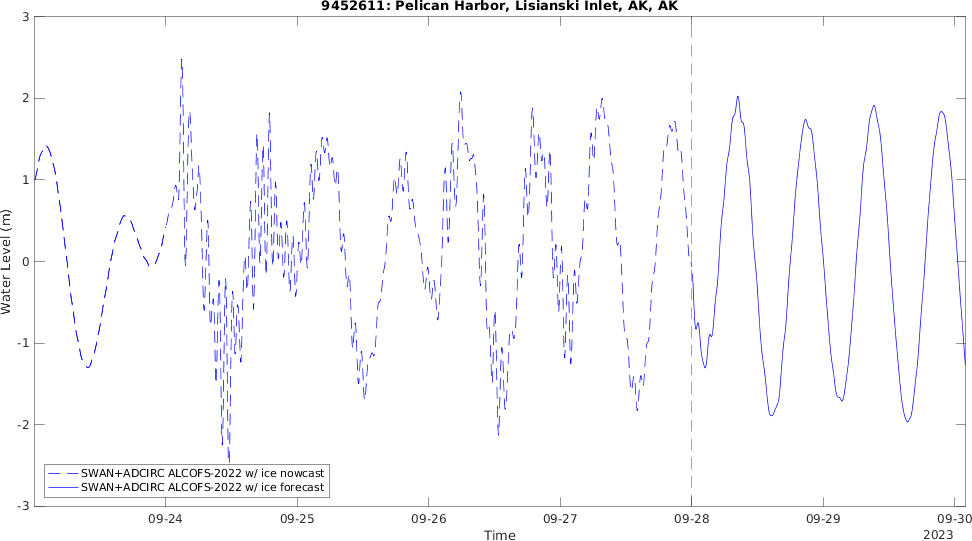 9452611: Pelican Harbor, Lisianski Inlet, AK, AK
3
2
1
0
-1
-2
-3
Water Level (m)
SWAN+ADCIRC ALCOFS-2022 w/ ice nowcast
SWAN+ADCIRC ALCOFS-2022 w/ ice forecast
09-24 09-25 09-26 09-27 09-28 09-29 09-30
Time
2023